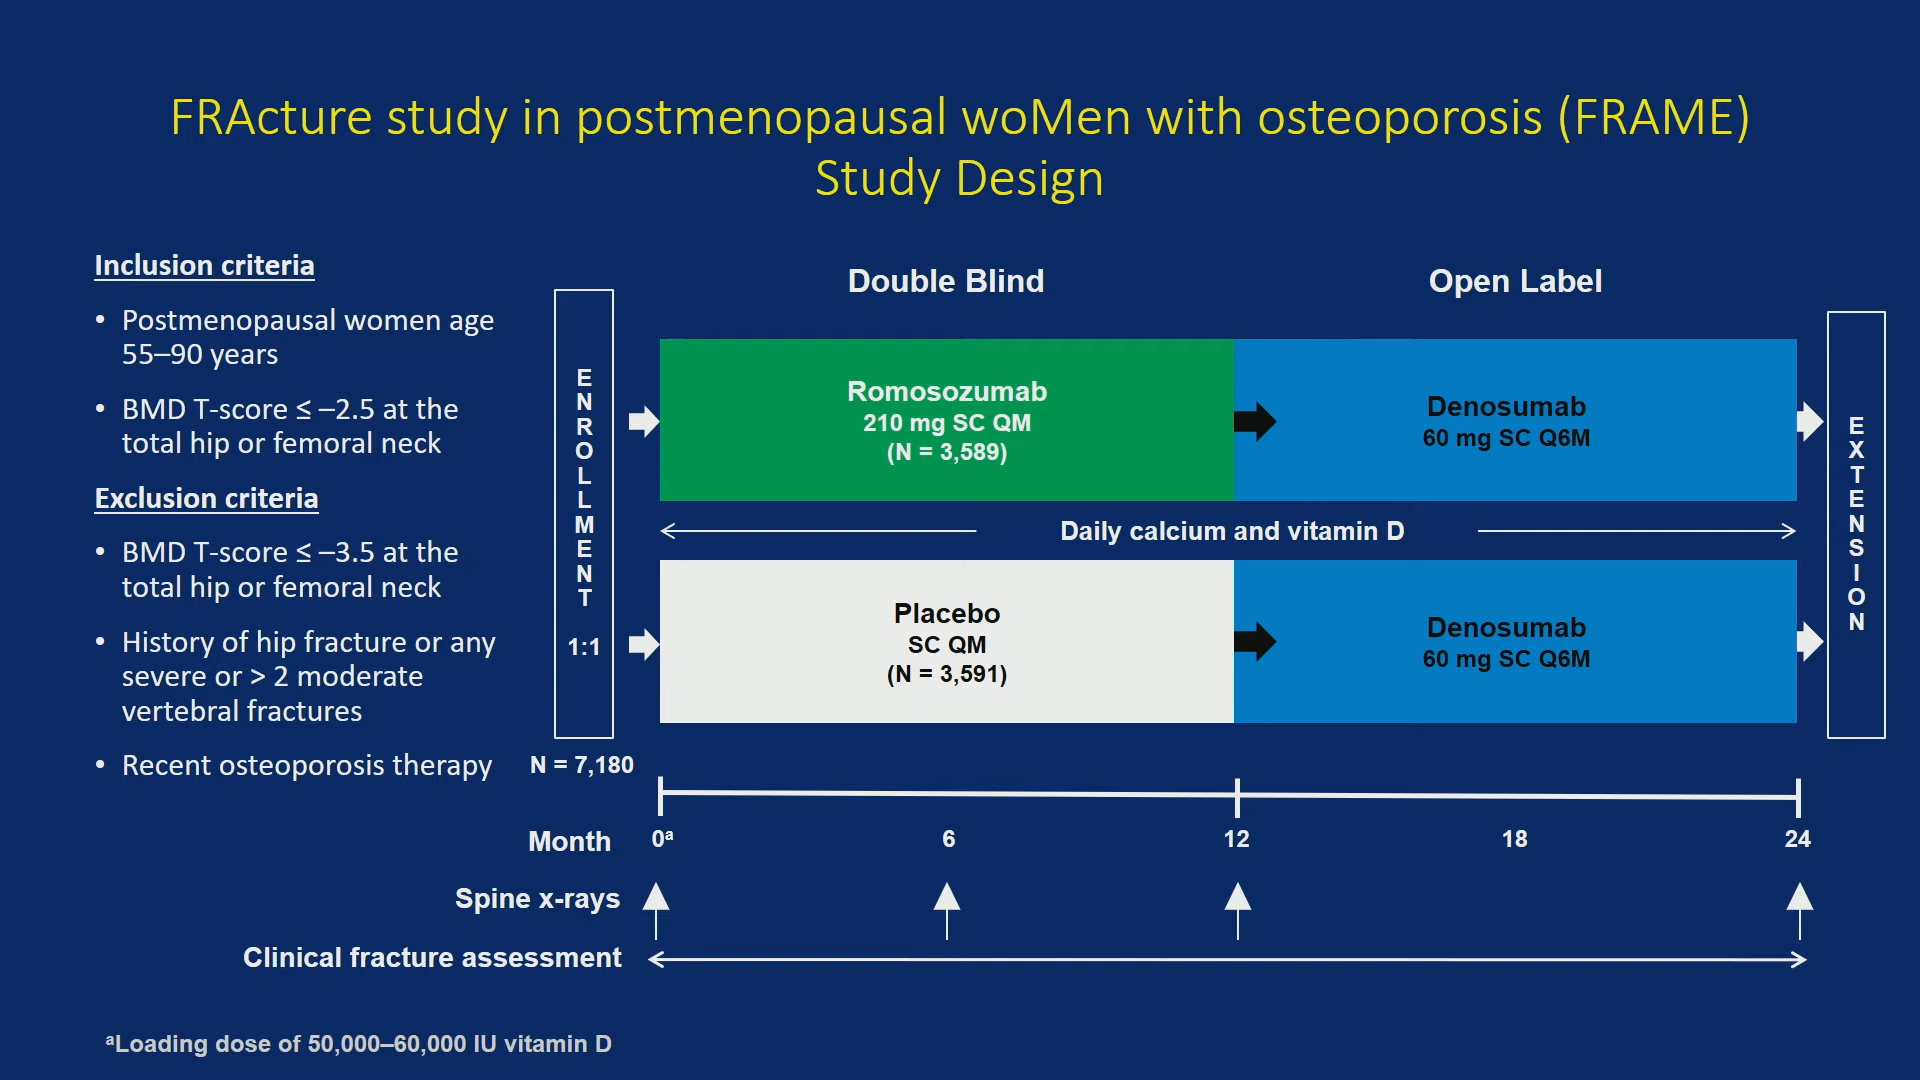 FRActure study in postmenopausal woMen with osteoporosis (FRAME)
Study Design
Inclusion criteria
• Postmenopausal women age
55–90 years
• BMD T-score ≤ –2.5 at the
total hip or femoral neck
Exclusion criteria
• BMD T-score ≤ –3.5 at the
total hip or femoral neck
• History of hip fracture or any
severe or > 2 moderate
vertebral fractures
• Recent osteoporosis therapy
ENROLLMENT
1:1
N = 7,180
Double Blind
Open Label
Romosozumab
210 mg SC QM
(N = 3,589)
Denosumab
60 mg SC Q6M
Daily calcium and vitamin D
Placebo
SC QM
(N = 3,591)
Denosumab
60 mg SC Q6M
EXTENSION
Month 0ª 6 12 18 24
Spine x-rays
Clinical fracture assessment
ªLoading dose of 50,000–60,000 IU vitamin D